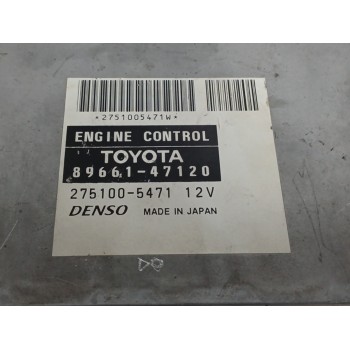 *2751005471W*
ENGINE CONTROL
TOYOTA
89661-47120
275100-5471 12V
DENSO MADE IN JAPAN